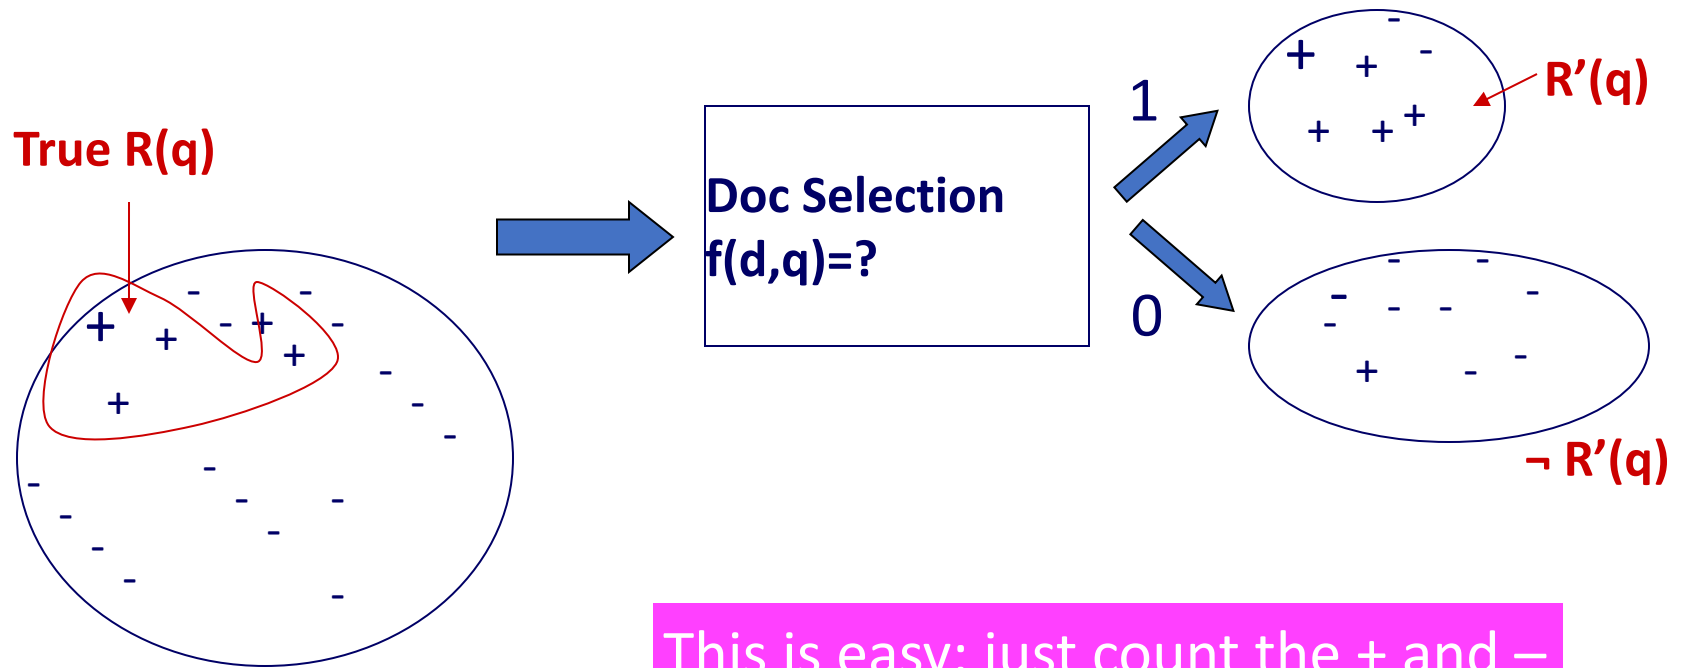 True R(q)
Doc Selection
f(d,q)=?
1
0
R’(q)
¬ R’(q)
This is easy: just count the + and –